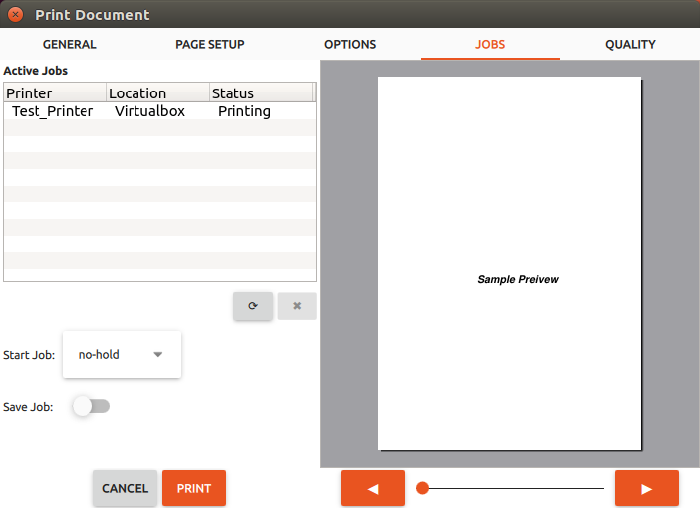 Print Document
GENERAL PAGE SETUP OPTIONS JOBS QUALITY
Active Jobs
Printer Location Status
Test_Printer Virtualbox Printing
Sample Preivew
Start Job: no-hold
Save Job:
CANCEL PRINT